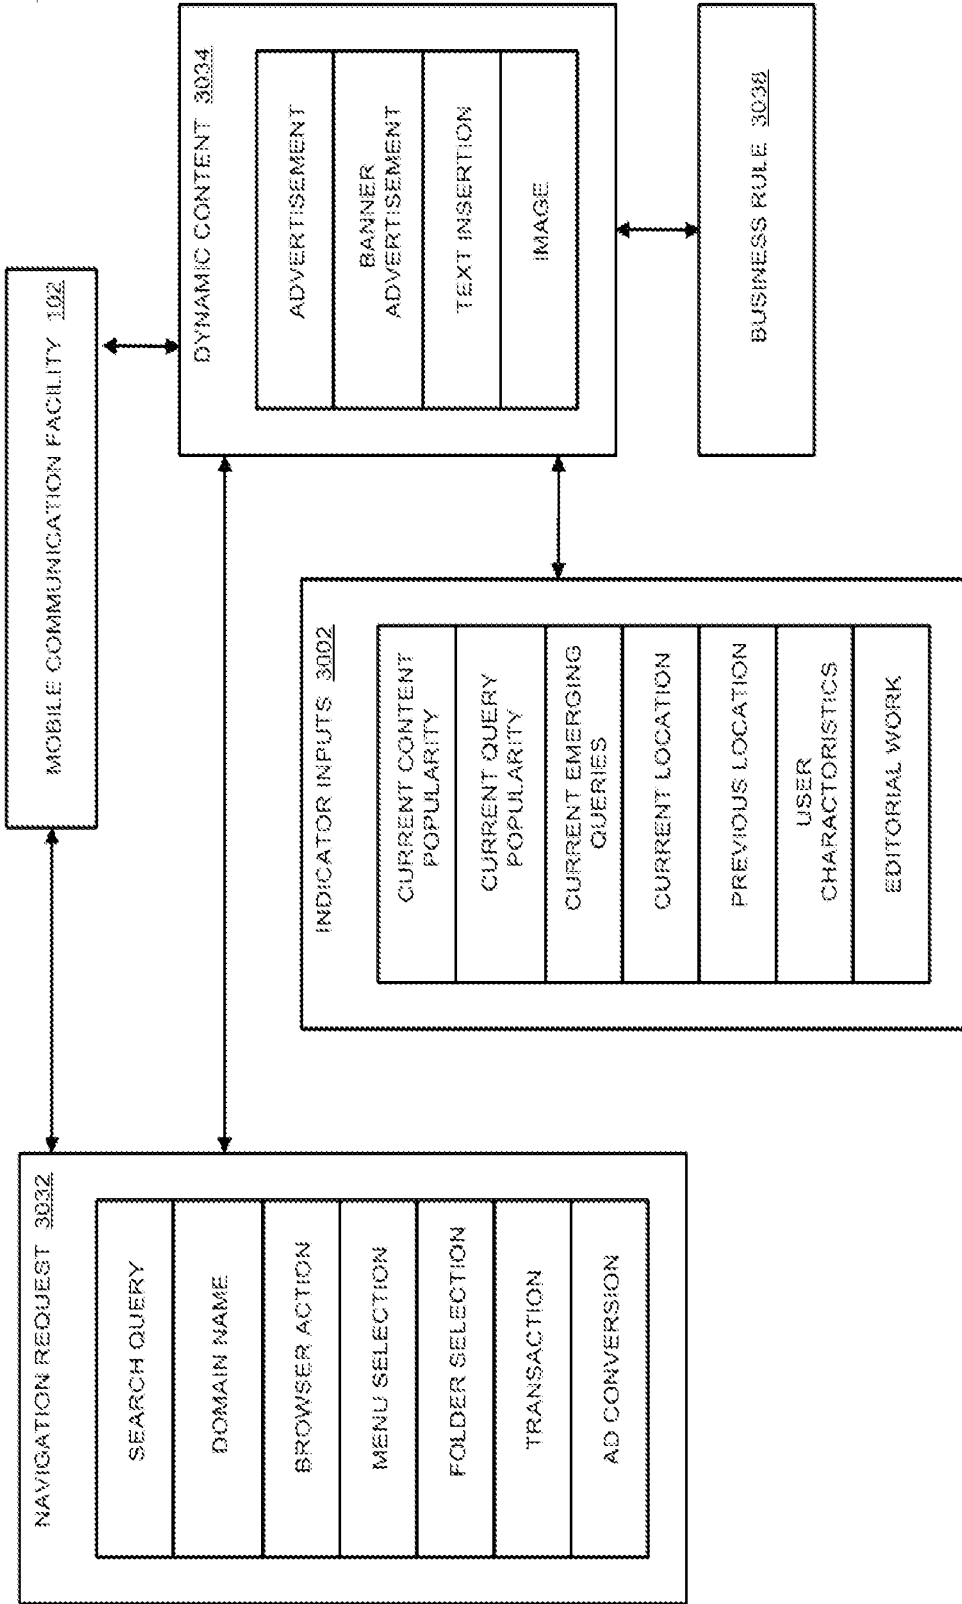 MOBILE COMMUNICATION FACILITY 102
NAVIGATION REQUEST 3032
SEARCH QUERY
DOMAIN NAME
BROWSER ACTION
MENU SELECTION
FOLDER SELECTION
TRANSACTION
AD CONVERSION
INDICATOR INPUTS 3002
CURRENT CONTENT
POPULARITY
CURRENT QUERY
POPULARITY
CURRENT EMERGING
QUERIES
CURRENT LOCATION
PREVIOUS LOCATION
USER
CHARACTORISTICS
EDITORIAL WORK
DYNAMIC CONTENT 3034
ADVERTISEMENT
BANNER
ADVERTISEMENT
TEXT INSERTION
IMAGE
BUSINESS RULE 3038